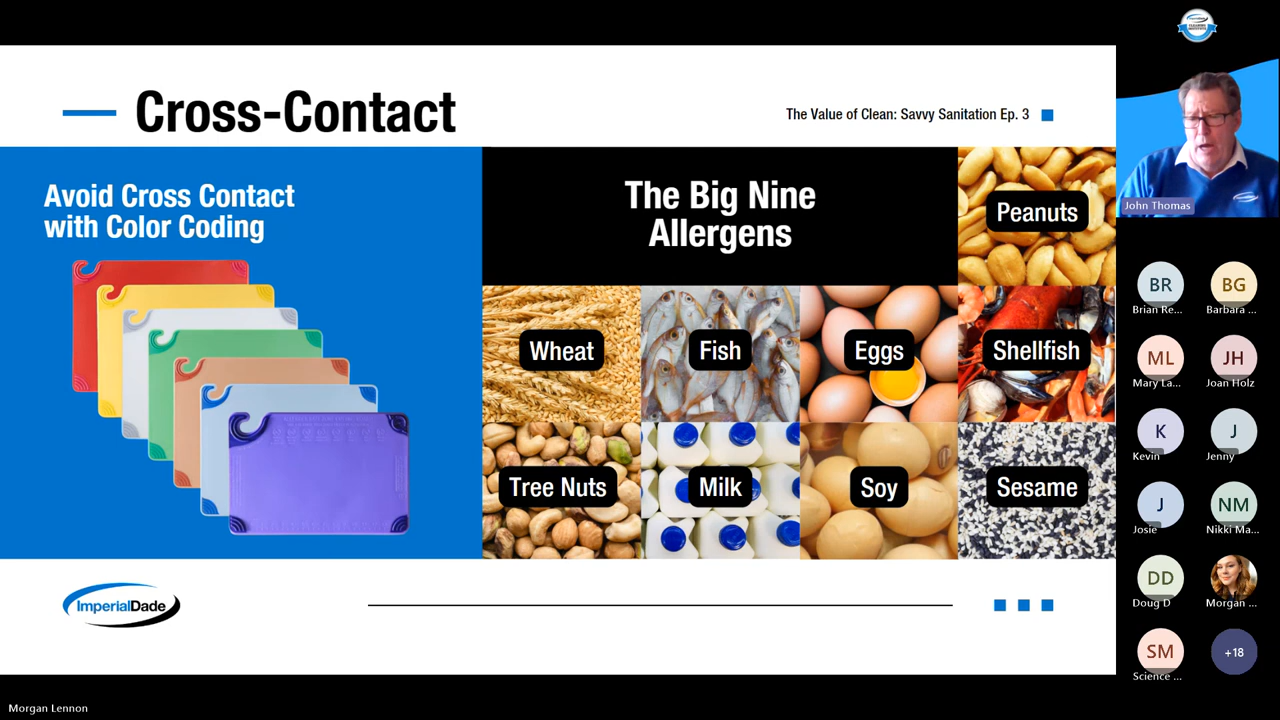 Cross-Contact
The Value of Clean: Savvy Sanitation Ep. 3
Avoid Cross Contact
with Color Coding
The Big Nine
Allergens
Peanuts
Wheat
Fish
Eggs
Shellfish
Tree Nuts
Milk
Soy
Sesame
ImperialDade
John Thomas
BR
BG
Brian Re...
Barbara ...
ML
JH
Mary La...
Joan Holz
K
J
Kevin
Jenny
J
NM
Josie
Nikki Ma...
DD
Doug D
Morgan ...
SM
+18
Science ...
Morgan Lennon